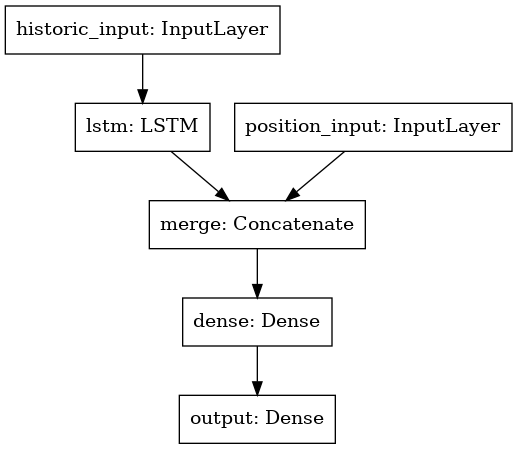 historic_input: InputLayer
lstm: LSTM
position_input: InputLayer
merge: Concatenate
dense: Dense
output: Dense